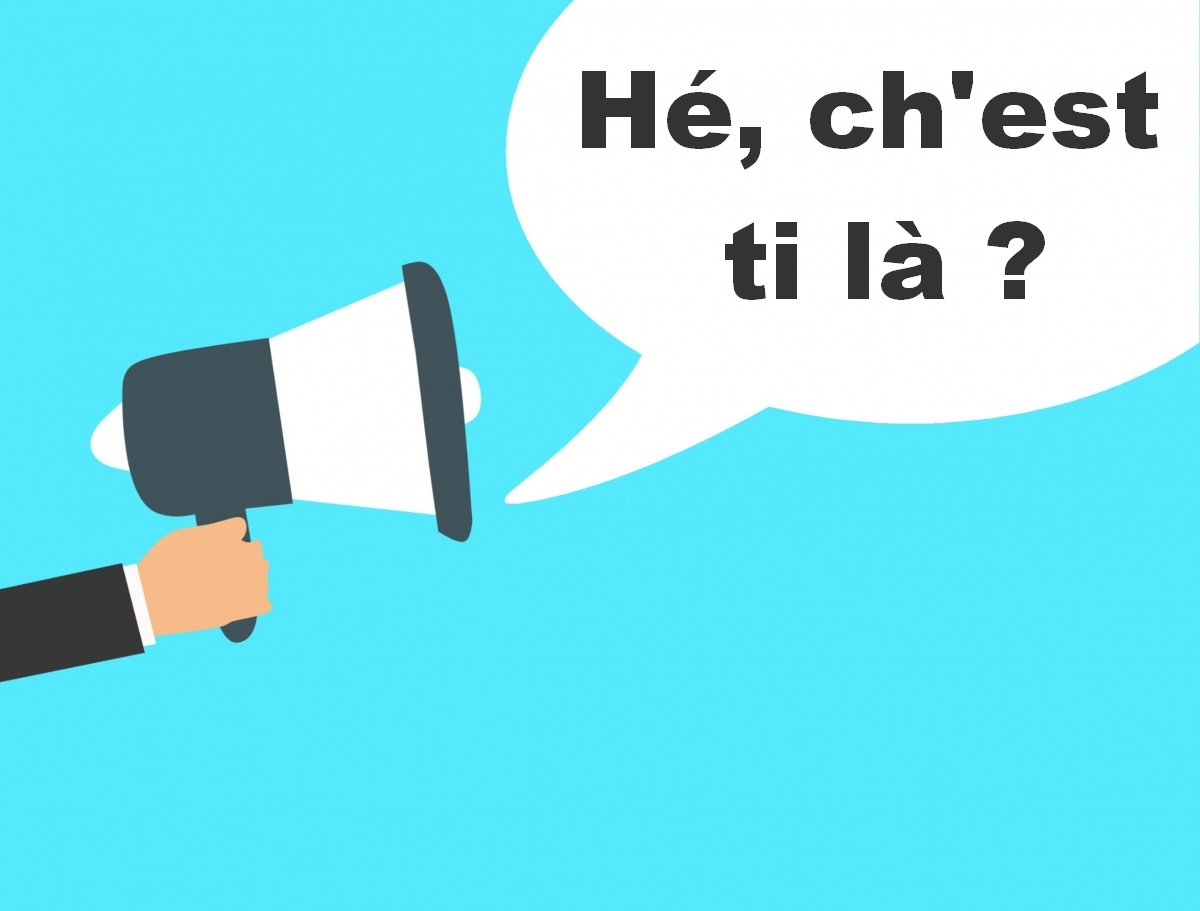 Hé, ch'est
ti là ?